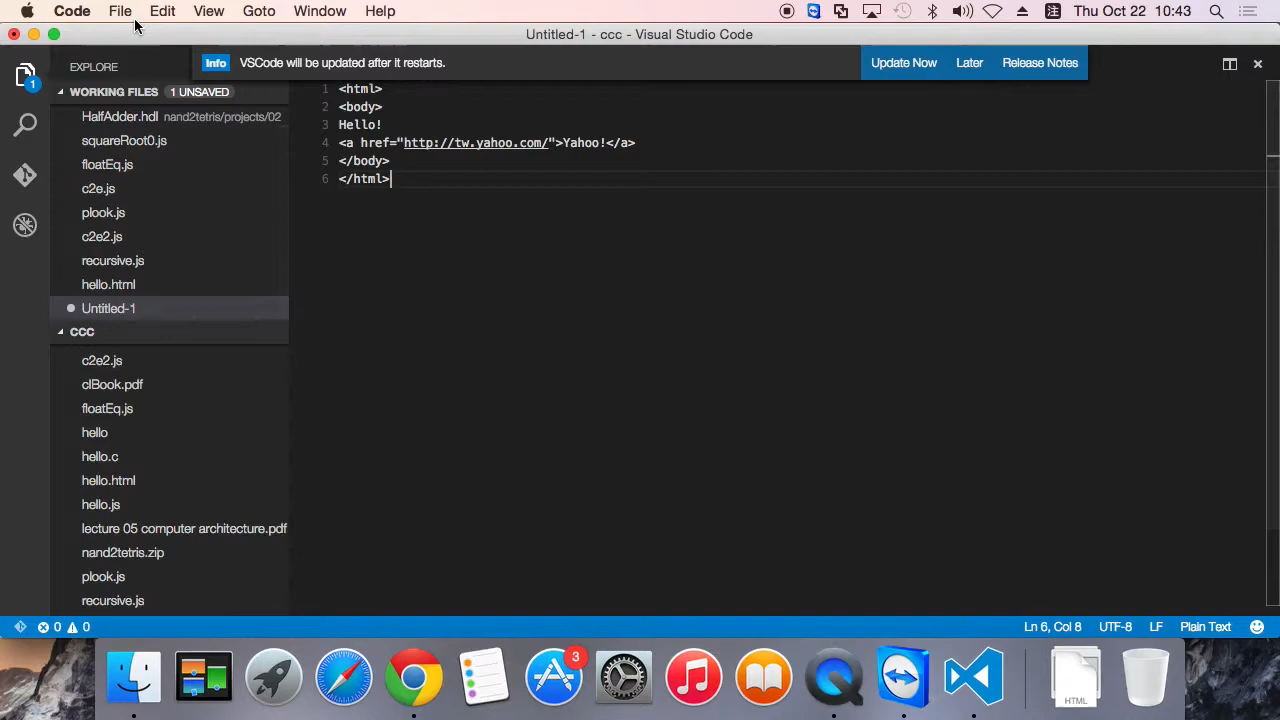 Code File Edit View Goto Window Help 注 Thu Oct 22 10:43
Untitled-1 - ccc - Visual Studio Code
EXPLORE
Info VSCode will be updated after it restarts. Update Now Later Release Notes
1
WORKING FILES 1 UNSAVED
HalfAdder.hdl nand2tetris/projects/02
squareRoot0.js
floatEq.js
c2e.js
plook.js
c2e2.js
recursive.js
hello.html
Untitled-1
CCC
c2e2.js
clBook.pdf
floatEq.js
hello
hello.c
hello.html
hello.js
lecture 05 computer architecture.pdf
nand2tetris.zip
plook.js
recursive.js
1 <html>
2 <body>
3 Hello!
4 <a href="http://tw.yahoo.com/">Yahoo!</a>
5 </body>
6 </html>
0 0 Ln 6, Col 8 UTF-8 LF Plain Text
3
HTML